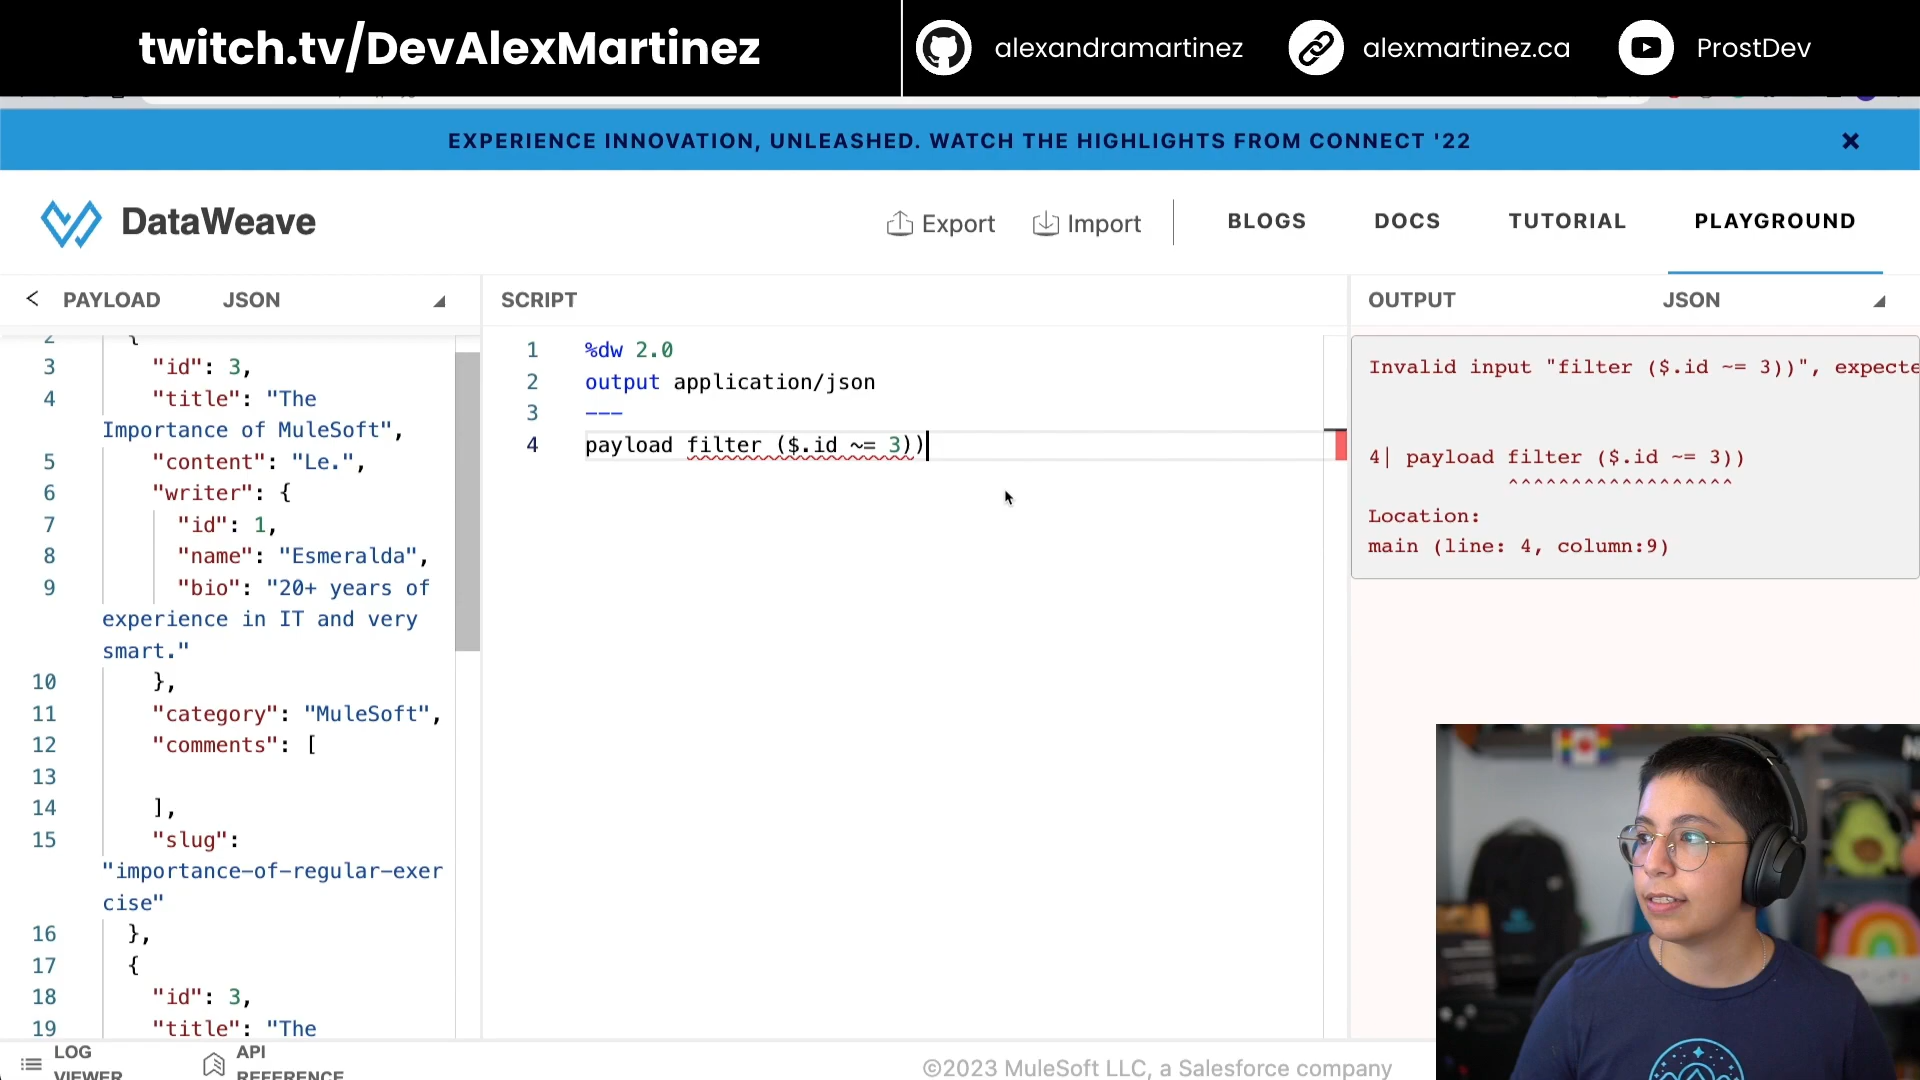 twitch.tv/DevAlexMartinez
alexandramartinez
alexmartinez.ca
ProstDev
EXPERIENCE INNOVATION, UNLEASHED. WATCH THE HIGHLIGHTS FROM CONNECT '22
DataWeave
Export
Import
BLOGS
DOCS
TUTORIAL
PLAYGROUND
PAYLOAD
JSON
2 {
3 "id": 3,
4 "title": "The
Importance of MuleSoft",
5 "content": "Le.",
6 "writer": {
7 "id": 1,
8 "name": "Esmeralda",
9 "bio": "20+ years of
experience in IT and very
smart."
10 },
11 "category": "MuleSoft",
12 "comments": [
13
14 ],
15 "slug":
"importance-of-regular-exer
cise"
16 },
17 {
18 "id": 3,
19 "title": "The
SCRIPT
1 %dw 2.0
2 output application/json
3 ---
4 payload filter ($.id ~= 3))
OUTPUT
JSON
Invalid input "filter ($.id ~= 3))", expecte
4| payload filter ($.id ~= 3))
^^^^^^^^^^^^^^^^^^
Location:
main (line: 4, column:9)
LOG
VIEWER
API
REFERENCE
©2023 MuleSoft LLC, a Salesforce company